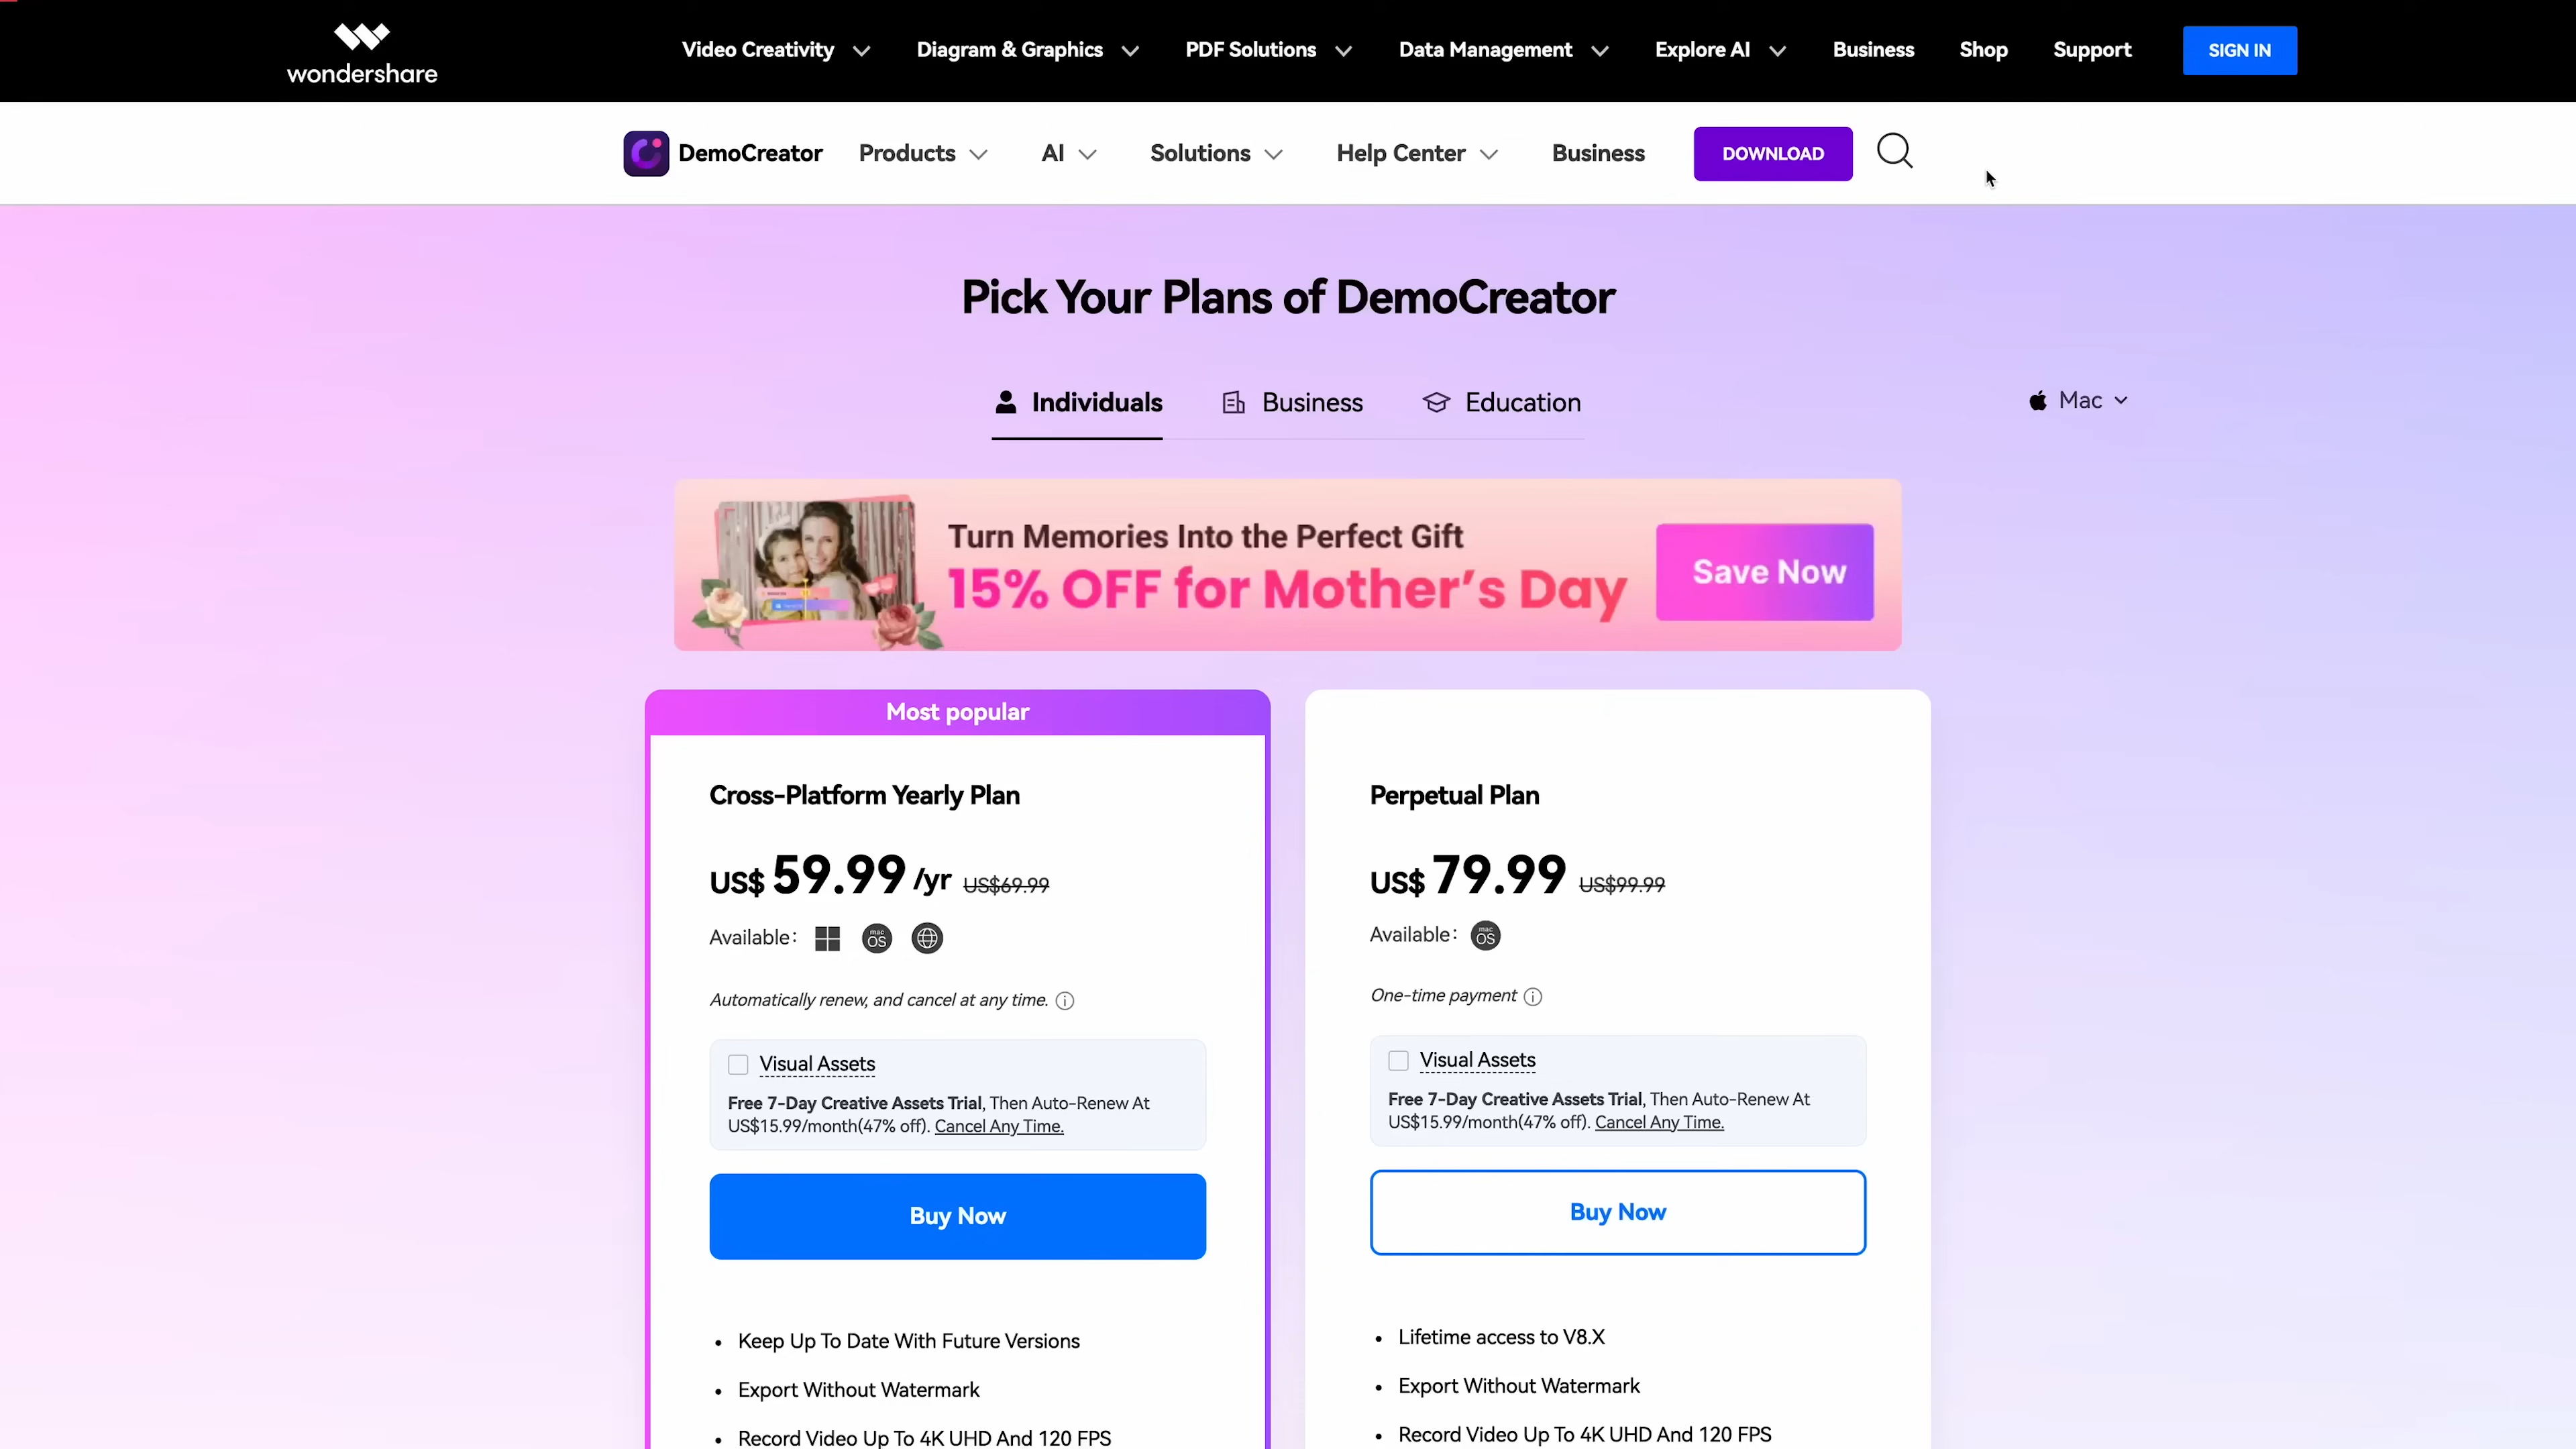 wondershare
Video Creativity
Diagram & Graphics
PDF Solutions
Data Management
Explore AI
Business
Shop
Support
SIGN IN
DemoCreator
Products
AI
Solutions
Help Center
Business
DOWNLOAD
Pick Your Plans of DemoCreator
Individuals
Business
Education
Mac
Turn Memories Into the Perfect Gift
15% OFF for Mother's Day
Save Now
Most popular
Cross-Platform Yearly Plan
US$ 59.99 /yr US$69.99
Available:
mac
OS
Automatically renew, and cancel at any time.
Visual Assets
Free 7-Day Creative Assets Trial, Then Auto-Renew At
US$15.99/month(47% off). Cancel Any Time.
Buy Now
• Keep Up To Date With Future Versions
• Export Without Watermark
• Record Video Up To 4K UHD And 120 FPS
Perpetual Plan
US$ 79.99 US$99.99
Available:
mac
OS
One-time payment
Visual Assets
Free 7-Day Creative Assets Trial, Then Auto-Renew At
US$15.99/month(47% off). Cancel Any Time.
Buy Now
• Lifetime access to V8.X
• Export Without Watermark
• Record Video Up To 4K UHD And 120 FPS